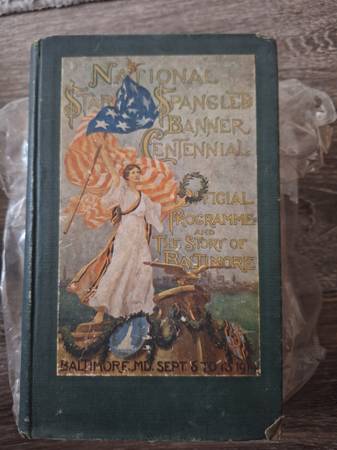 NATIONAL
STAR SPANGLED
BANNER
CENTENNIAL
OFFICIAL
PROGRAMME
AND
THE STORY OF
BALTIMORE
BALTIMORE, MD. SEPT 6 TO 13 1914